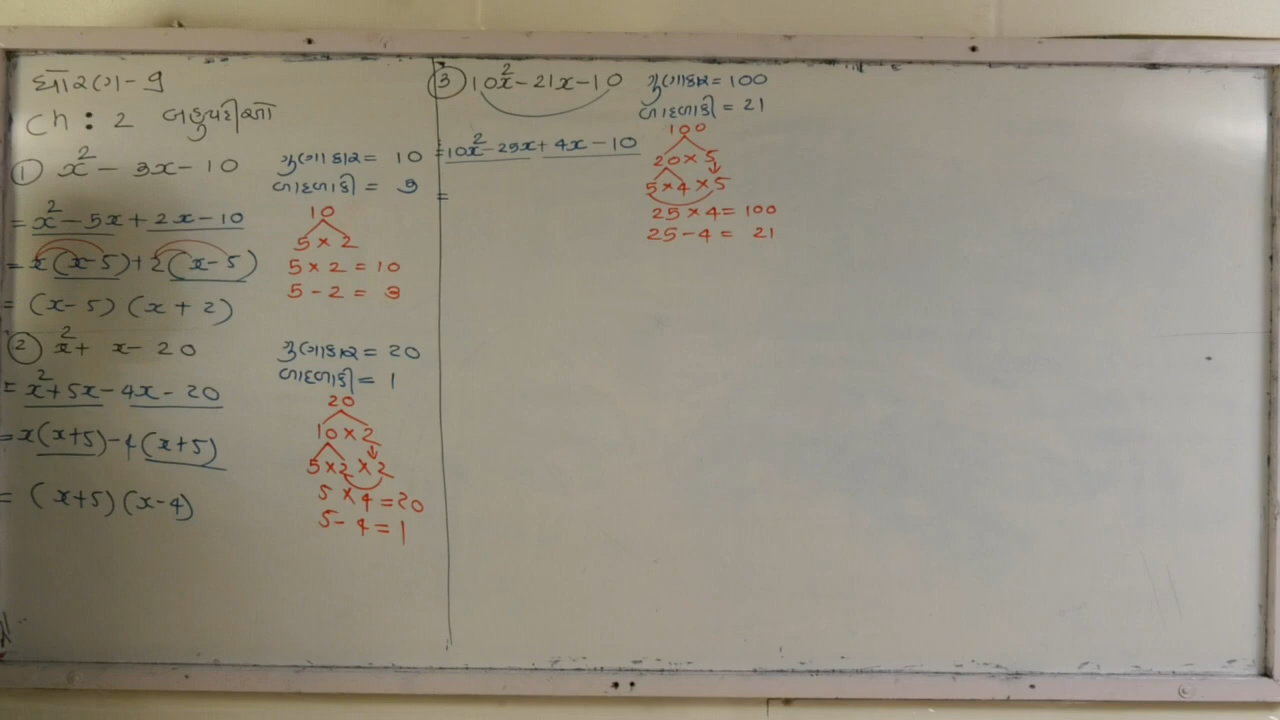 ધોરણ - 9
ch : 2 બહુપદીઓ
① x² - 3x - 10
ગુણાકાર = 10
બાદબાકી = 3
= x² - 5x + 2x - 10
= x(x-5) + 2(x-5)
= (x-5) (x + 2)
10
5 × 2
5 × 2 = 10
5 - 2 = 3
② x² + x - 20
ગુણાકાર = 20
બાદબાકી = 1
= x² + 5x - 4x - 20
= x(x+5) - 4(x+5)
= (x+5) (x-4)
20
10 × 2
5 × 2 × 2
5 × 4 = 20
5 - 4 = 1
③ 10x² - 21x - 10
ગુણાકાર = 100
બાદબાકી = 21
= 10x² - 25x + 4x - 10
=
100
20 × 5
5 × 4 × 5
25 × 4 = 100
25 - 4 = 21